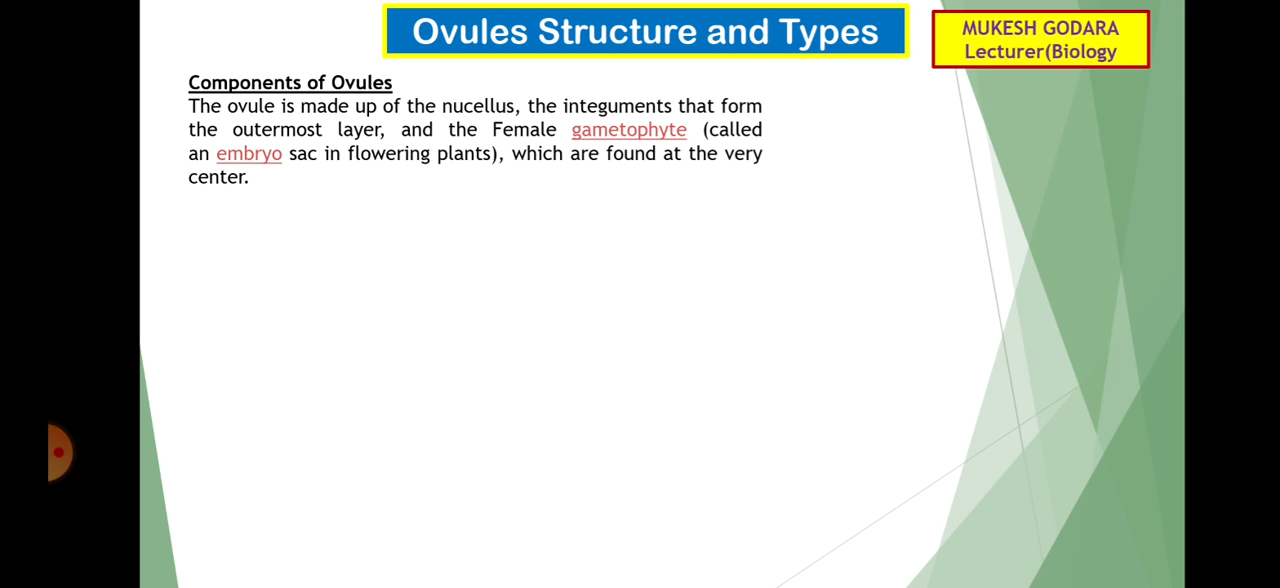 Ovules Structure and Types
MUKESH GODARA
Lecturer(Biology
Components of Ovules
The ovule is made up of the nucellus, the integuments that form
the outermost layer, and the Female gametophyte (called
an embryo sac in flowering plants), which are found at the very
center.